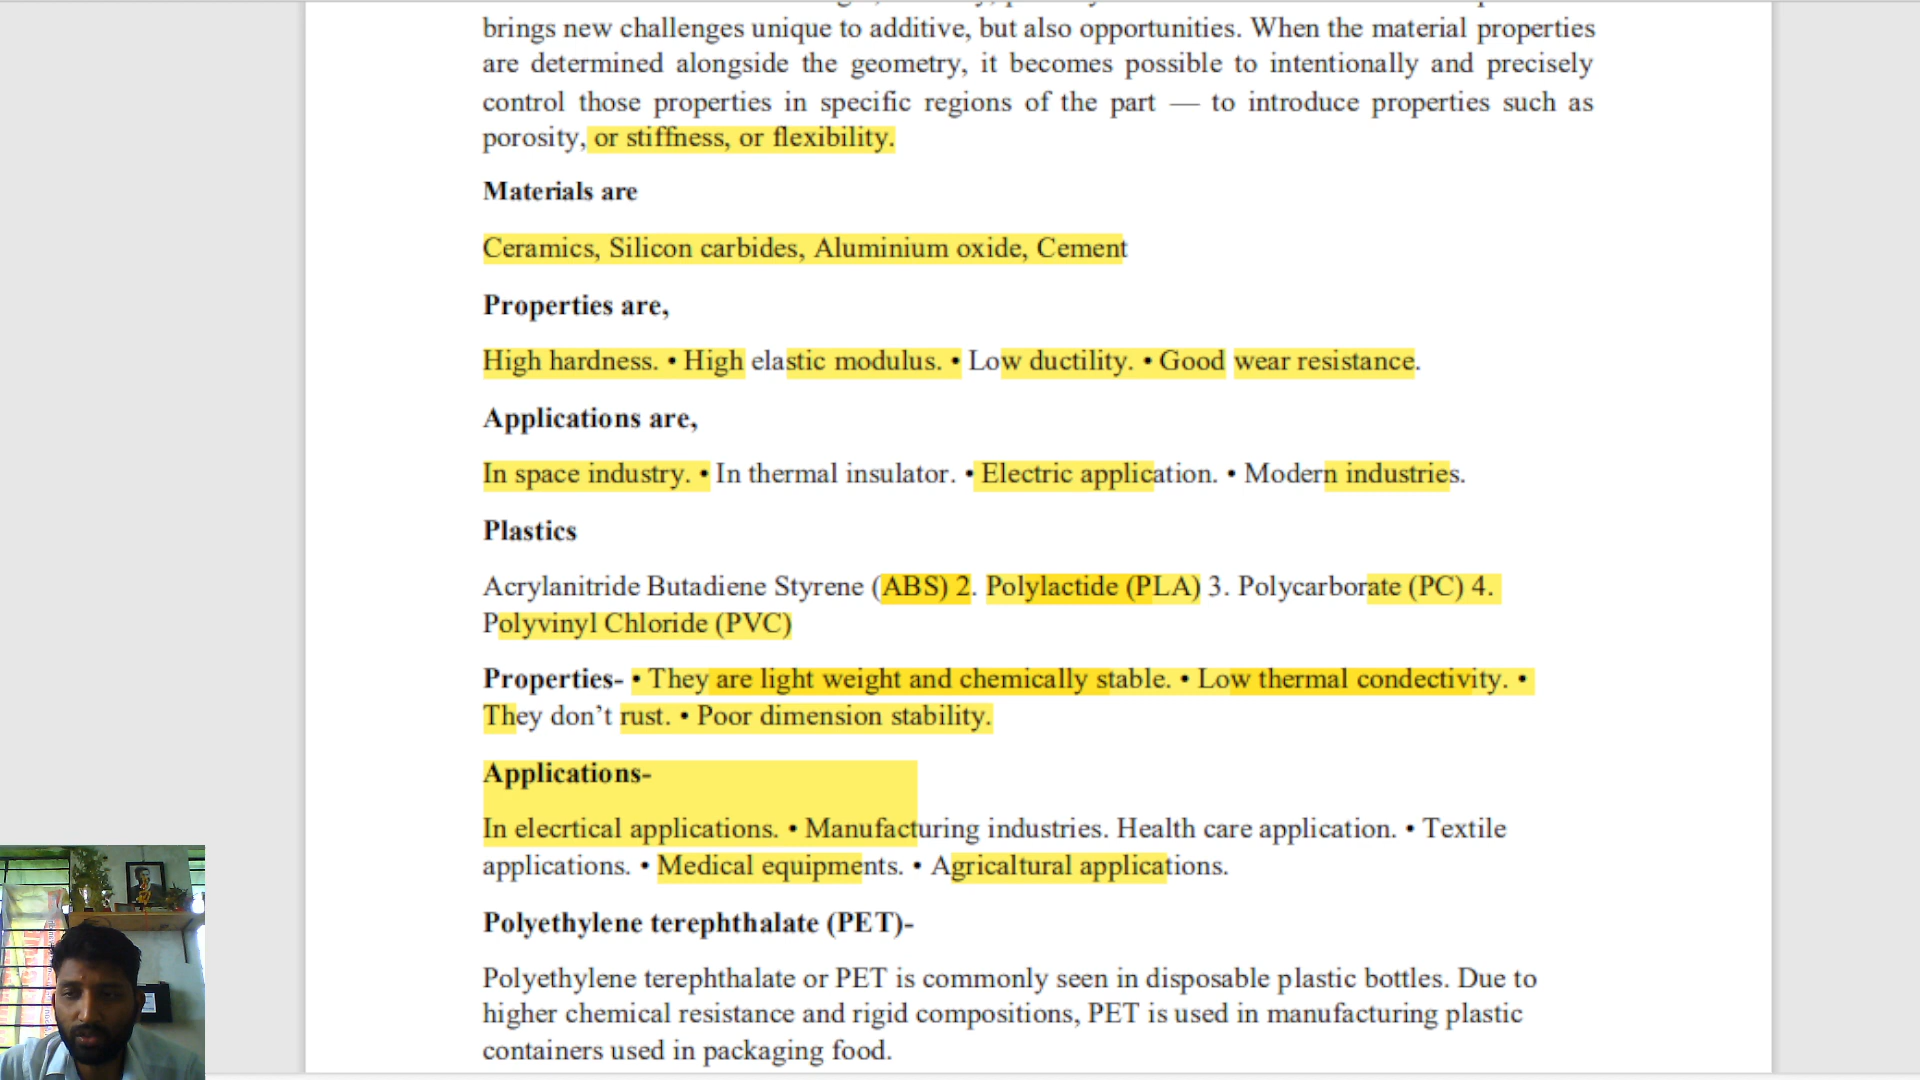 brings new challenges unique to additive, but also opportunities. When the material properties
are determined alongside the geometry, it becomes possible to intentionally and precisely
control those properties in specific regions of the part — to introduce properties such as
porosity, or stiffness, or flexibility.
Materials are
Ceramics, Silicon carbides, Aluminium oxide, Cement
Properties are,
High hardness. • High elastic modulus. • Low ductility. • Good wear resistance.
Applications are,
In space industry. • In thermal insulator. • Electric application. • Modern industries.
Plastics
Acrylanitride Butadiene Styrene (ABS) 2. Polylactide (PLA) 3. Polycarborate (PC) 4.
Polyvinyl Chloride (PVC)
Properties- • They are light weight and chemically stable. • Low thermal condectivity. •
They don’t rust. • Poor dimension stability.
Applications-
In elecrtical applications. • Manufacturing industries. Health care application. • Textile
applications. • Medical equipments. • Agricaltural applications.
Polyethylene terephthalate (PET)-
Polyethylene terephthalate or PET is commonly seen in disposable plastic bottles. Due to
higher chemical resistance and rigid compositions, PET is used in manufacturing plastic
containers used in packaging food.